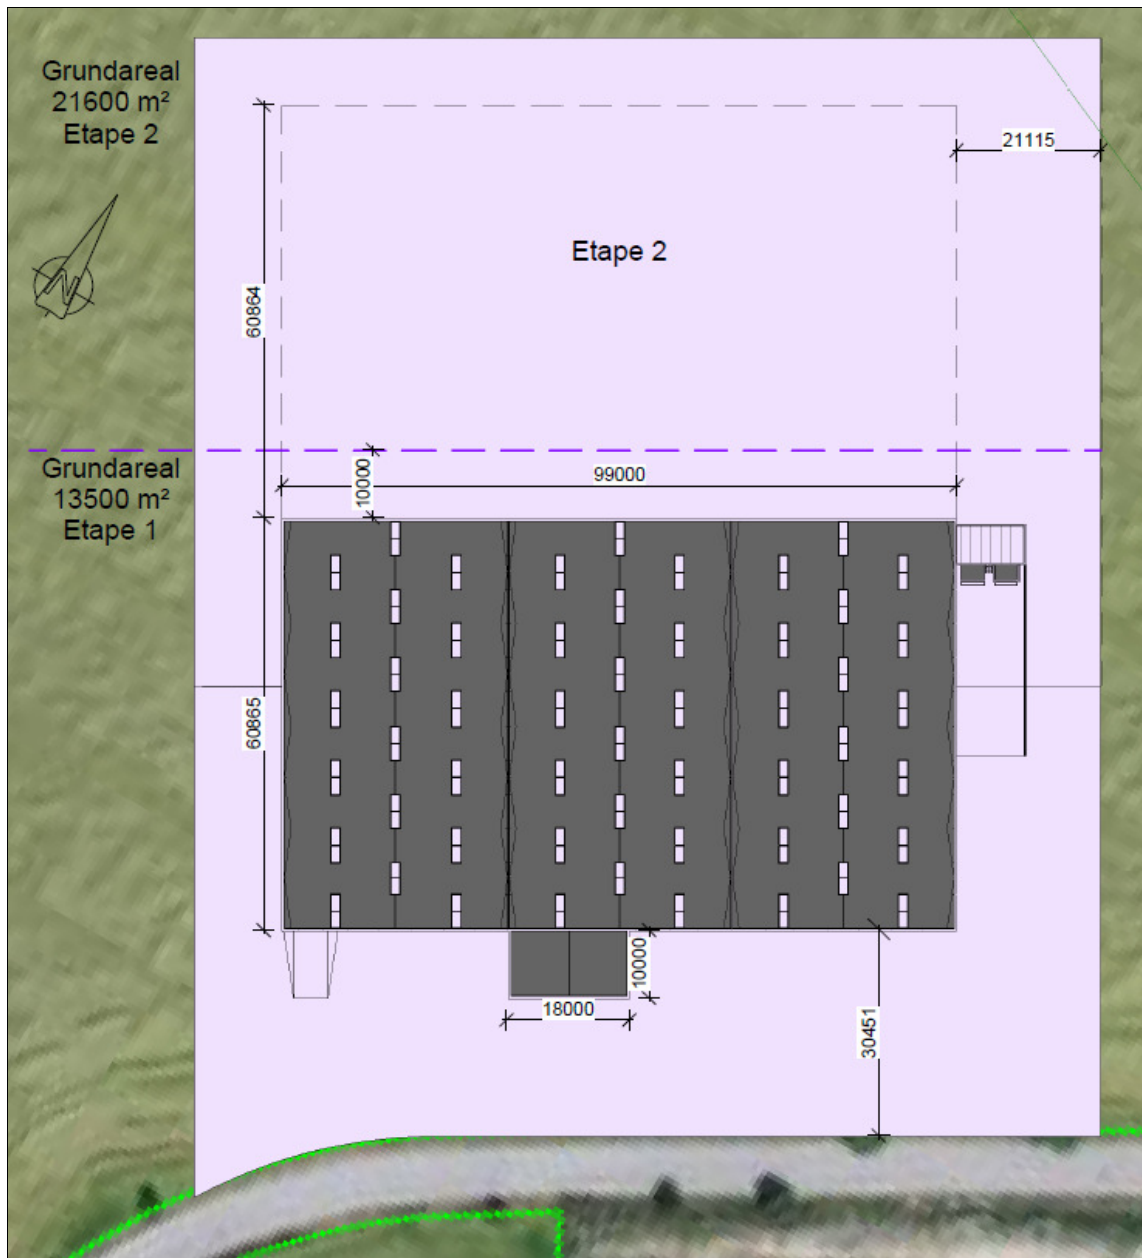 Grundareal
21600 m²
Etape 2
21115
Etape 2
60864
N
Grundareal
13500 m²
Etape 1
10000
99000
60865
10000
18000
30451